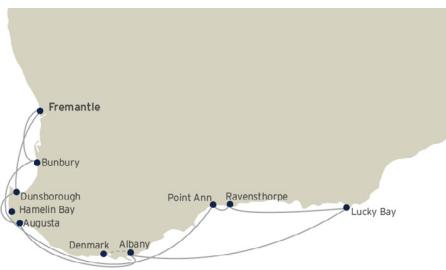 Fremantle
Bunbury
Dunsborough
Hamelin Bay
Augusta
Denmark
Albany
Point Ann
Ravensthorpe
Lucky Bay